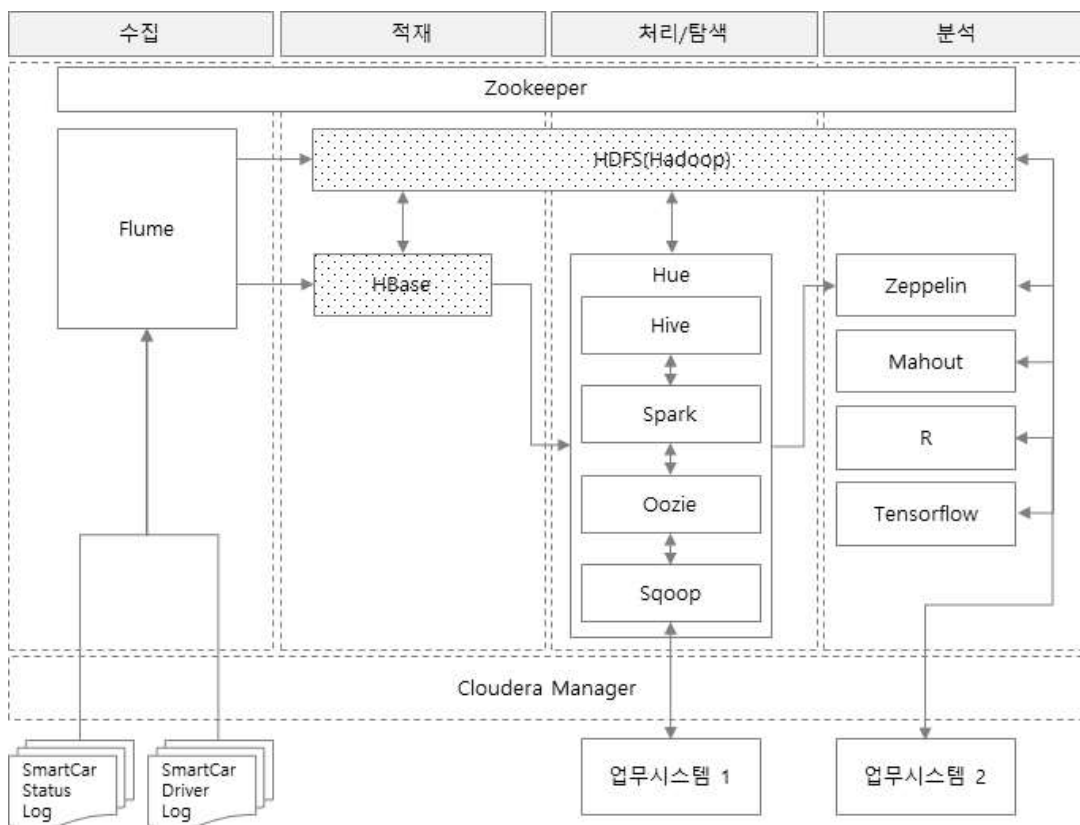 수집
적재
처리/탐색
분석
Zookeeper
HDFS(Hadoop)
Flume
HBase
Hue
Hive
Spark
Oozie
Sqoop
Zeppelin
Mahout
R
Tensorflow
Cloudera Manager
SmartCar
Status
Log
SmartCar
Driver
Log
업무시스템 1
업무시스템 2